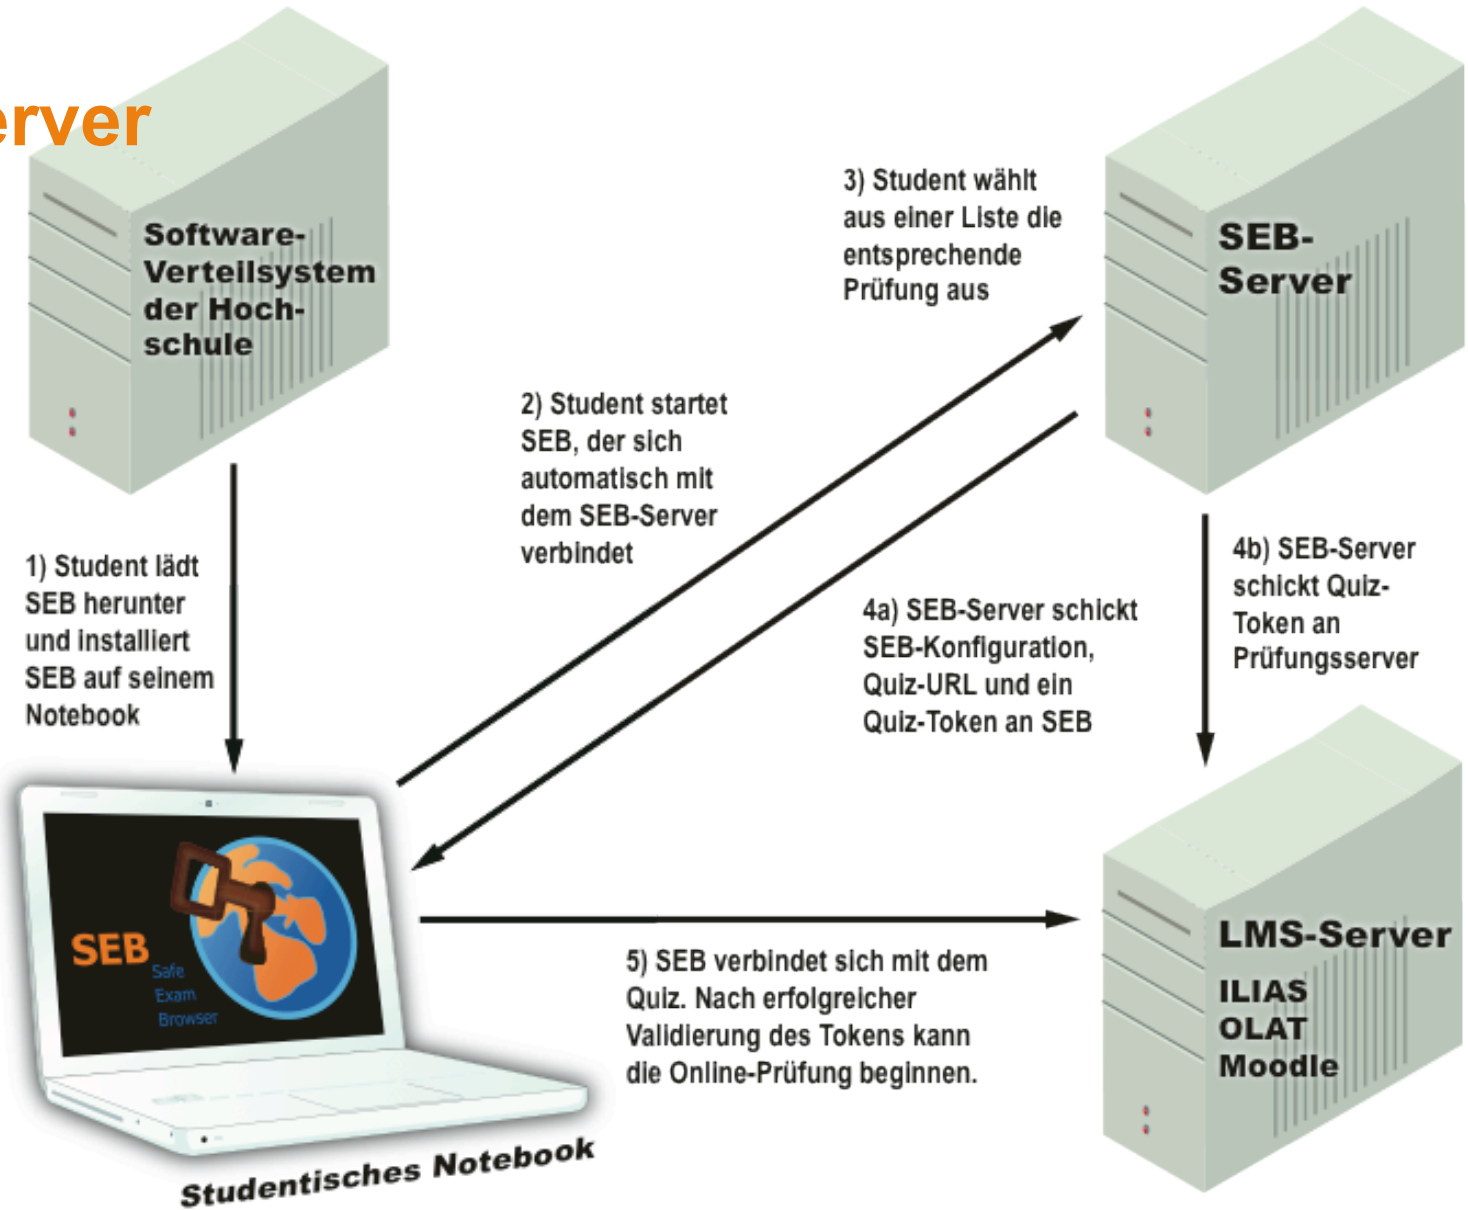 erver
Software-
Verteilsystem
der Hoch-
schule
SEB-
Server
3) Student wählt
aus einer Liste die
entsprechende
Prüfung aus
2) Student startet
SEB, der sich
automatisch mit
dem SEB-Server
verbindet
1) Student lädt
SEB herunter
und installiert
SEB auf seinem
Notebook
4a) SEB-Server schickt
SEB-Konfiguration,
Quiz-URL und ein
Quiz-Token an SEB
4b) SEB-Server
schickt Quiz-
Token an
Prüfungsserver
SEB
Safe
Exam
Browser
5) SEB verbindet sich mit dem
Quiz. Nach erfolgreicher
Validierung des Tokens kann
die Online-Prüfung beginnen.
LMS-Server
ILIAS
OLAT
Moodle
Studentisches Notebook